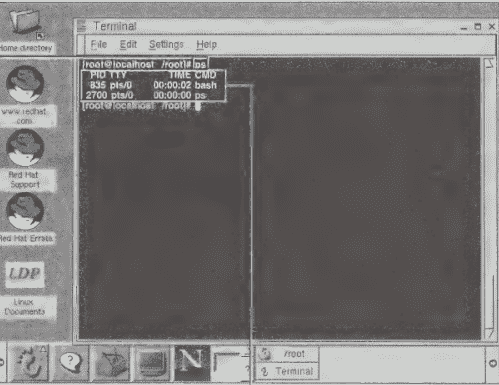 Terminal
File Edit Settings Help
[root@localhost /root]# ps
PID TTY TIME CMD
835 pts/0 00:00:02 bash
2700 pts/0 00:00:00 ps
[root@localhost /root]#
Home directory
www.redhat.
com
Red Hat
Support
Red Hat Errata
LDP
Linux
Documents
N
/root
Terminal